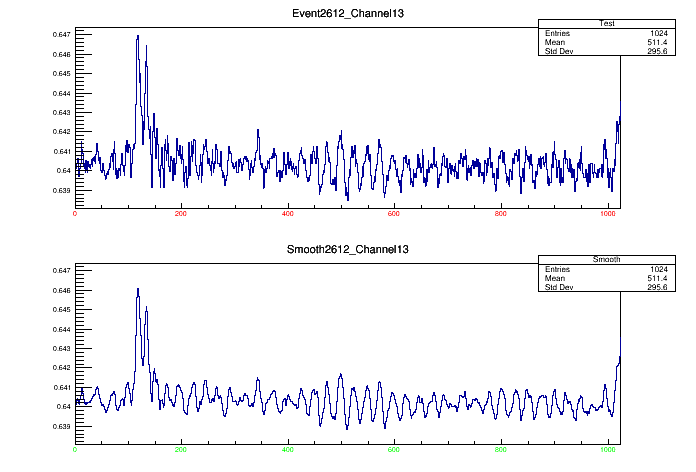 Event2612_Channel13
Test
Entries 1024
Mean 511.4
Std Dev 295.6
0.647
0.646
0.645
0.644
0.643
0.642
0.641
0.64
0.639
0 200 400 600 800 1000
Smooth2612_Channel13
Smooth
Entries 1024
Mean 511.4
Std Dev 295.6
0.647
0.646
0.645
0.644
0.643
0.642
0.641
0.64
0.639
0 200 400 600 800 1000